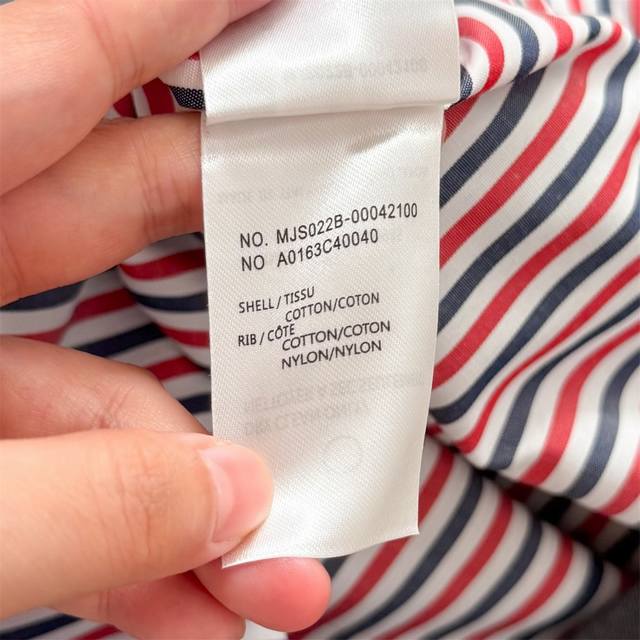 NO. MJS022B-00042100
NO A0163C40040
SHELL/TISSU
COTTON/COTON
RIB/CÔTE
COTTON/COTON
NYLON/NYLON